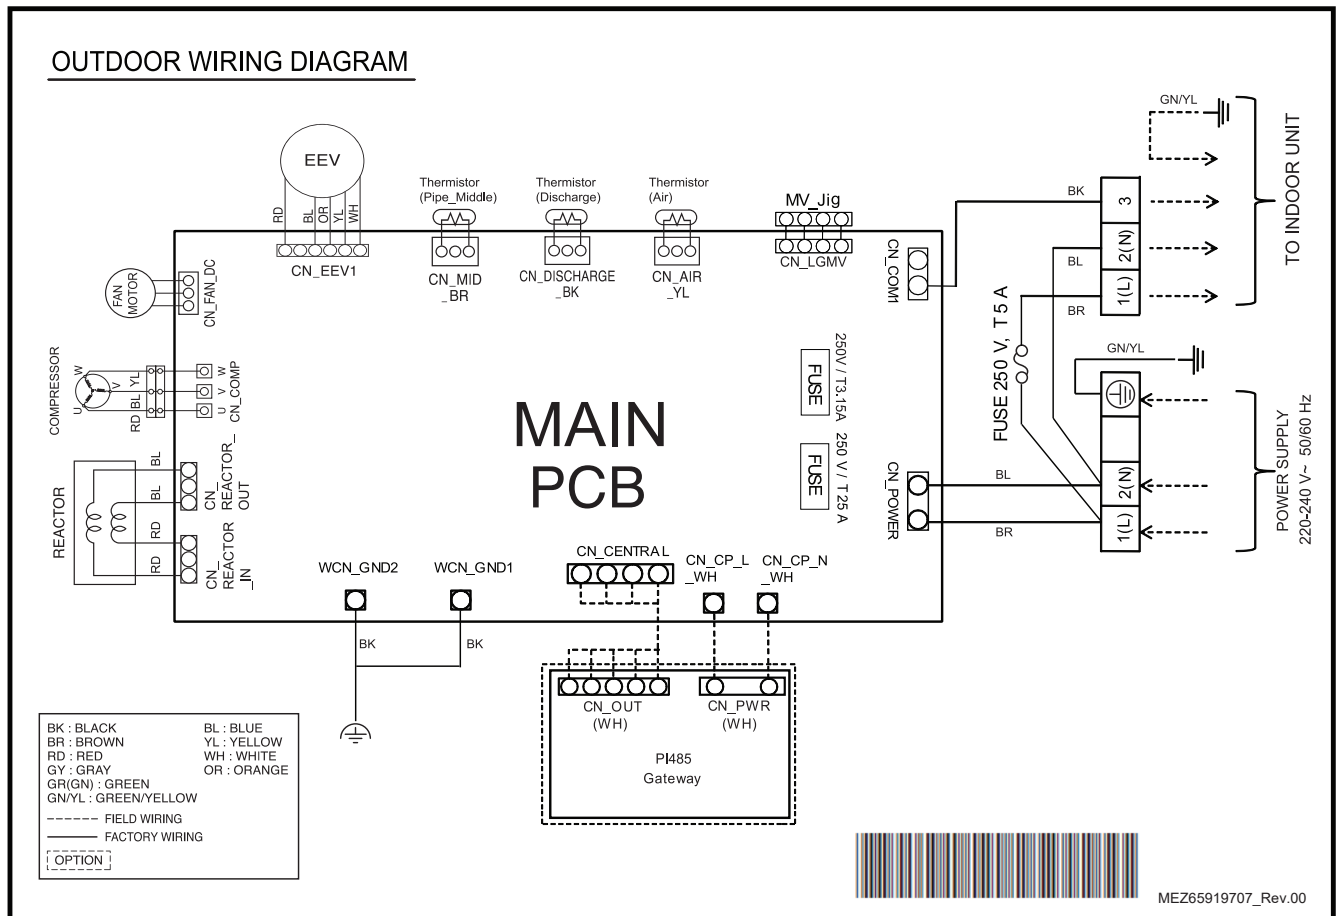 OUTDOOR WIRING DIAGRAM
EEV
RD
BL
OR
YL
WH
CN_EEV1
Thermistor
(Pipe_Middle)
CN_MID
_BR
Thermistor
(Discharge)
CN_DISCHARGE
_BK
Thermistor
(Air)
CN_AIR
_YL
MV_Jig
CN_LGMV
CN_COM1
BK
BL
BR
3
2(N)
1(L)
GN/YL
TO INDOOR UNIT
FAN
MOTOR
CN_FAN_DC
COMPRESSOR
W
V
U
YL
BL
RD
W
V
U
CN_COMP
REACTOR
BL
BL
RD
RD
CN_
REACTOR_
OUT
CN_
REACTOR
_IN
MAIN
PCB
FUSE
250V / T3.15A
FUSE
250 V / T 25 A
CN_POWER
BL
BR
FUSE 250 V, T 5 A
GN/YL
2(N)
1(L)
POWER SUPPLY
220-240 V~ 50/60 Hz
WCN_GND2
WCN_GND1
BK
BK
CN_CENTRAL
CN_CP_L
_WH
CN_CP_N
_WH
CN_OUT
(WH)
CN_PWR
(WH)
PI485
Gateway
BK : BLACK
BR : BROWN
RD : RED
GY : GRAY
GR(GN) : GREEN
GN/YL : GREEN/YELLOW
BL : BLUE
YL : YELLOW
WH : WHITE
OR : ORANGE
FIELD WIRING
FACTORY WIRING
OPTION
MEZ65919707_Rev.00